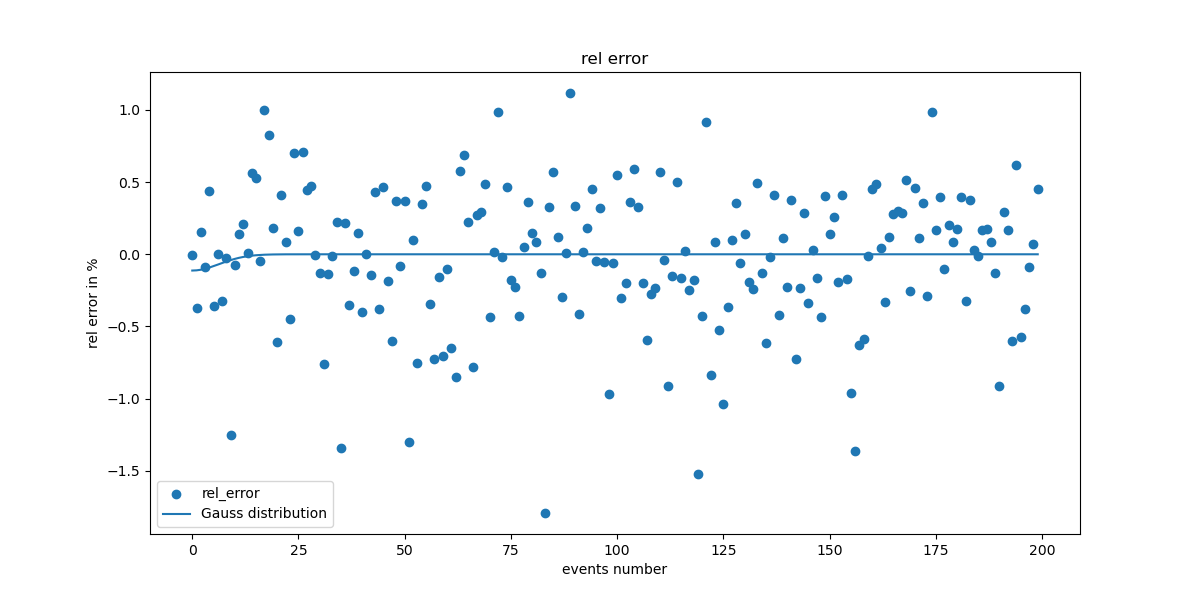 rel error
1.0
0.5
0.0
−0.5
−1.0
−1.5
rel error in %
rel_error
Gauss distribution
0 25 50 75 100 125 150 175 200
events number